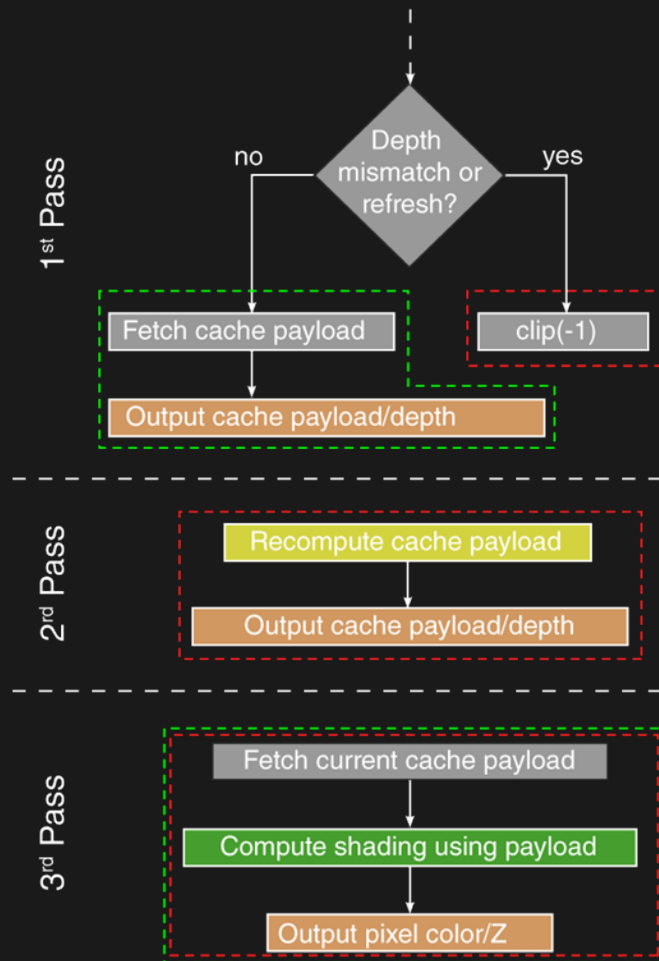 Depth
mismatch or
refresh?
no
yes
1st Pass
Fetch cache payload
clip(-1)
Output cache payload/depth
2rd Pass
Recompute cache payload
Output cache payload/depth
3rd Pass
Fetch current cache payload
Compute shading using payload
Output pixel color/Z